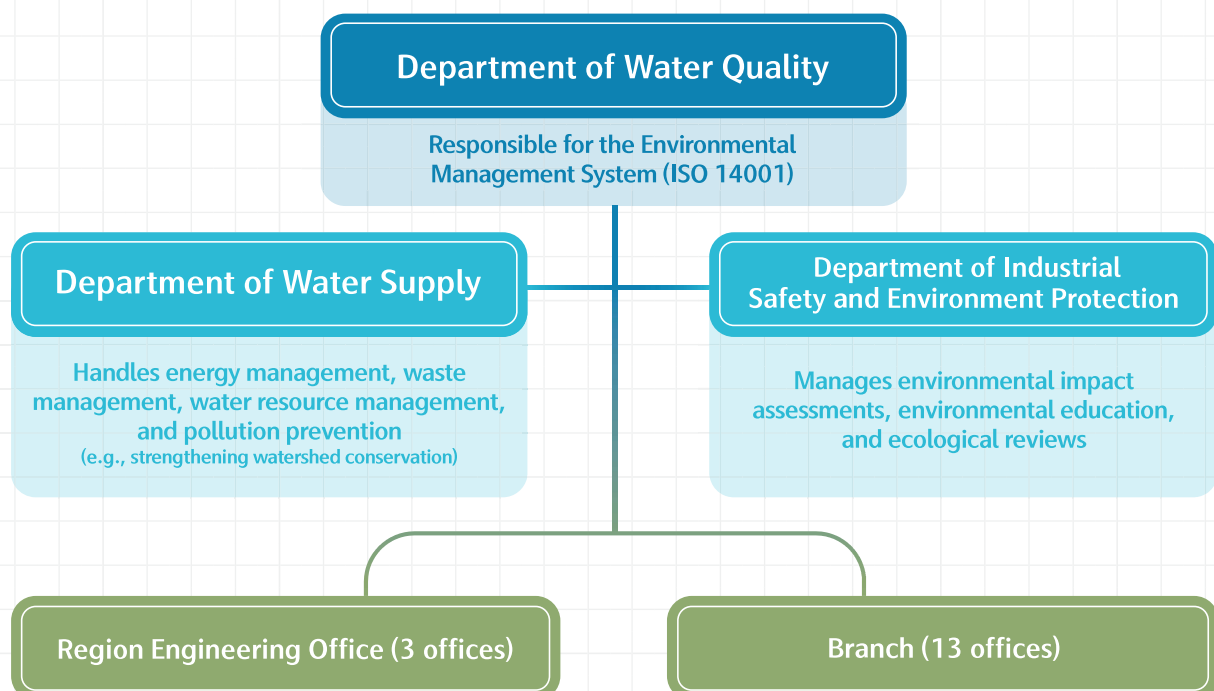 Department of Water Quality
Responsible for the Environmental
Management System (ISO 14001)
Department of Water Supply
Handles energy management, waste
management, water resource management,
and pollution prevention
(e.g., strengthening watershed conservation)
Department of Industrial
Safety and Environment Protection
Manages environmental impact
assessments, environmental education,
and ecological reviews
Region Engineering Office (3 offices)
Branch (13 offices)